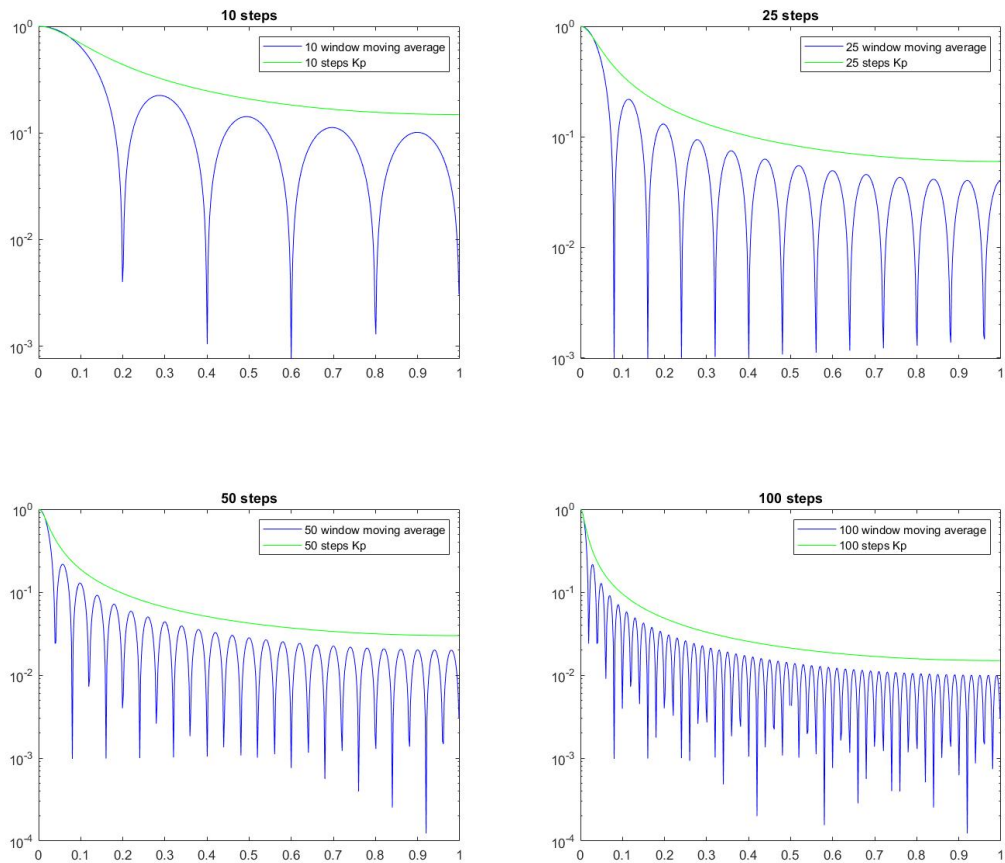 10 steps
10^0
10^-1
10^-2
10^-3
10 window moving average
10 steps Kp
0 0.1 0.2 0.3 0.4 0.5 0.6 0.7 0.8 0.9 1
25 steps
10^0
10^-1
10^-2
10^-3
25 window moving average
25 steps Kp
0 0.1 0.2 0.3 0.4 0.5 0.6 0.7 0.8 0.9 1
50 steps
10^0
10^-1
10^-2
10^-3
10^-4
50 window moving average
50 steps Kp
0 0.1 0.2 0.3 0.4 0.5 0.6 0.7 0.8 0.9 1
100 steps
10^0
10^-1
10^-2
10^-3
10^-4
100 window moving average
100 steps Kp
0 0.1 0.2 0.3 0.4 0.5 0.6 0.7 0.8 0.9 1